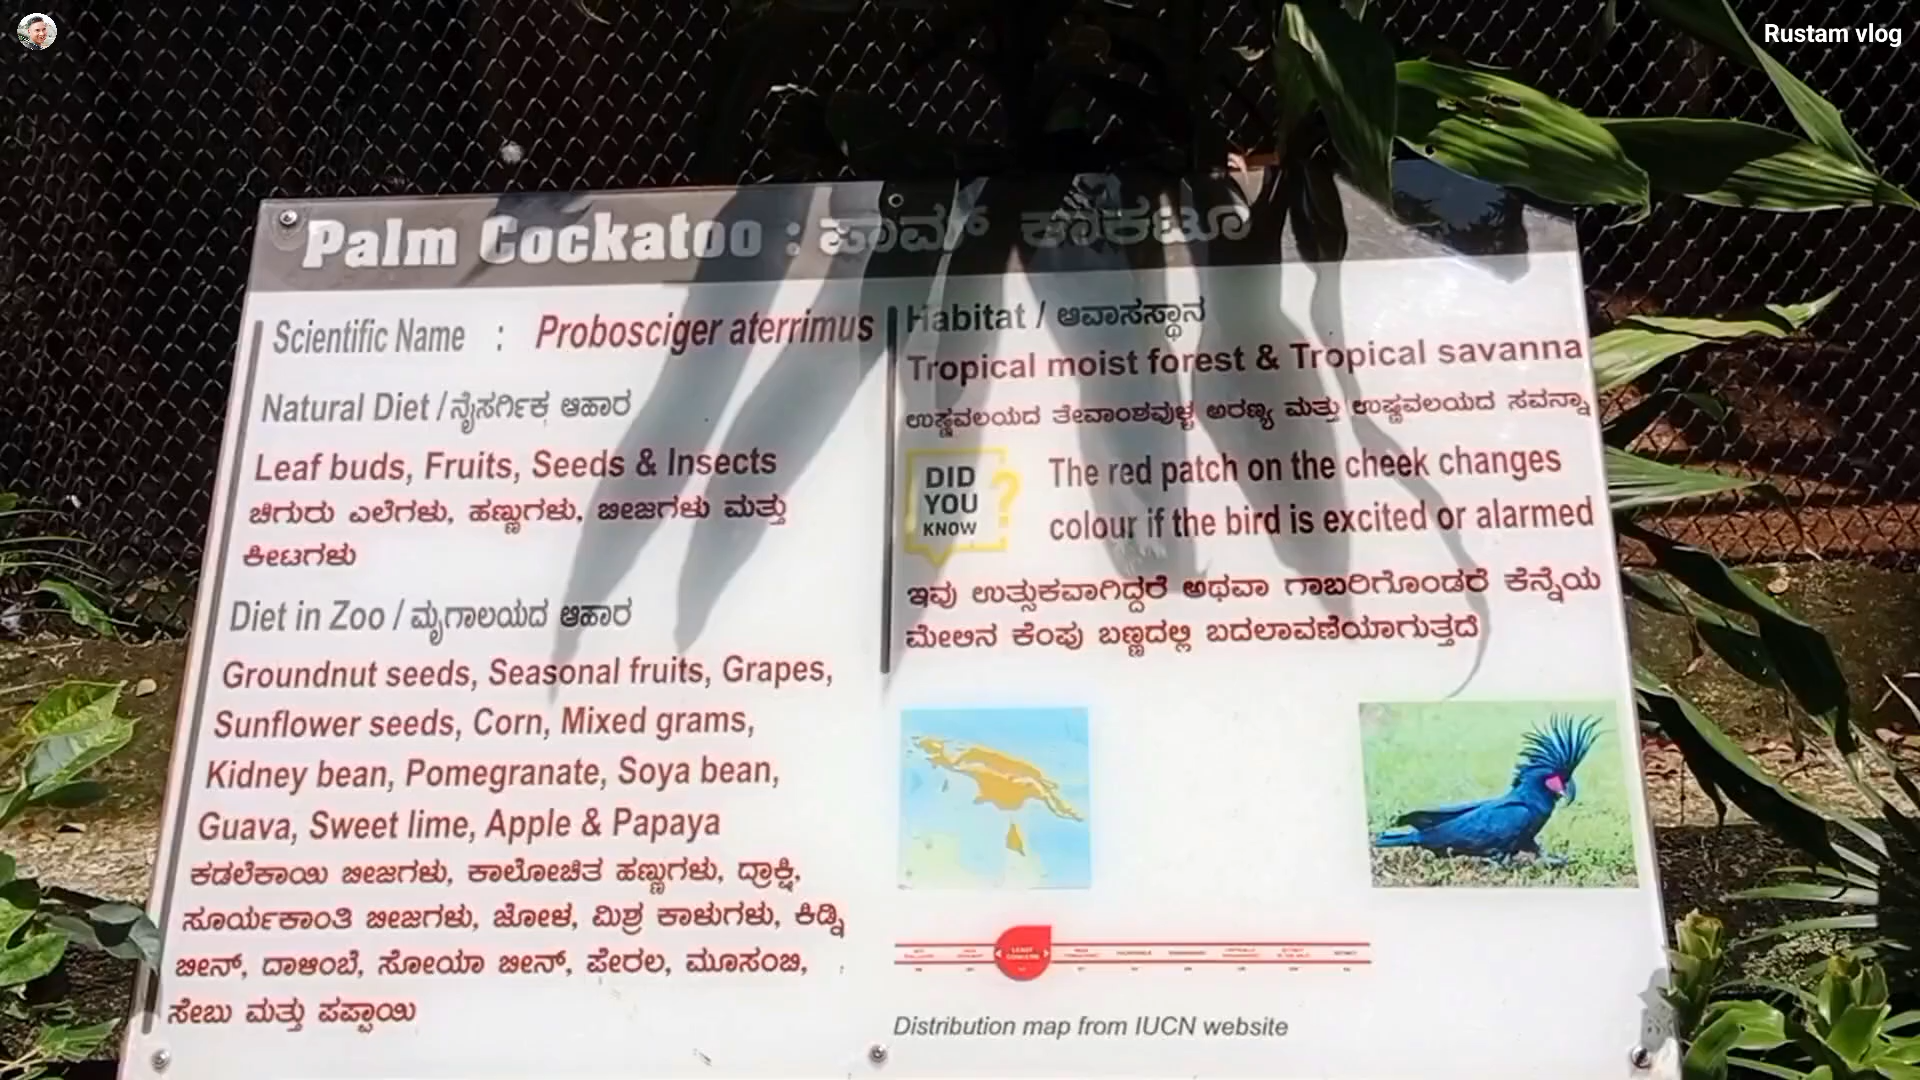 Rustam vlog
Palm Cockatoo : ಪಾಮ್ ಕಾಕಟೂ
Scientific Name : Probosciger aterrimus
Natural Diet / ನೈಸರ್ಗಿಕ ಆಹಾರ
Leaf buds, Fruits, Seeds & Insects
ಚಿಗುರು ಎಲೆಗಳು, ಹಣ್ಣುಗಳು, ಬೀಜಗಳು ಮತ್ತು
ಕೀಟಗಳು
Diet in Zoo / ಮೃಗಾಲಯದ ಆಹಾರ
Groundnut seeds, Seasonal fruits, Grapes,
Sunflower seeds, Corn, Mixed grams,
Kidney bean, Pomegranate, Soya bean,
Guava, Sweet lime, Apple & Papaya
ಕಡಲೆಕಾಯಿ ಬೀಜಗಳು, ಕಾಲೋಚಿತ ಹಣ್ಣುಗಳು, ದ್ರಾಕ್ಷಿ,
ಸೂರ್ಯಕಾಂತಿ ಬೀಜಗಳು, ಜೋಳ, ಮಿಶ್ರ ಕಾಳುಗಳು, ಕಿಡ್ನಿ
ಬೀನ್, ದಾಳಿಂಬೆ, ಸೋಯಾ ಬೀನ್, ಪೇರಲ, ಮೂಸಂಬಿ,
ಸೇಬು ಮತ್ತು ಪಪ್ಪಾಯಿ
Habitat / ಆವಾಸಸ್ಥಾನ
Tropical moist forest & Tropical savanna
ಉಷ್ಣವಲಯದ ತೇವಾಂಶವುಳ್ಳ ಅರಣ್ಯ ಮತ್ತು ಉಷ್ಣವಲಯದ ಸವನ್ನಾ
DID
YOU
KNOW
?
The red patch on the cheek changes
colour if the bird is excited or alarmed
ಇವು ಉತ್ಸುಕವಾಗಿದ್ದರೆ ಅಥವಾ ಗಾಬರಿಗೊಂಡರೆ ಕೆನ್ನೆಯ
ಮೇಲಿನ ಕೆಂಪು ಬಣ್ಣದಲ್ಲಿ ಬದಲಾವಣೆಯಾಗುತ್ತದೆ
LEAST
CONCERN
Distribution map from IUCN website